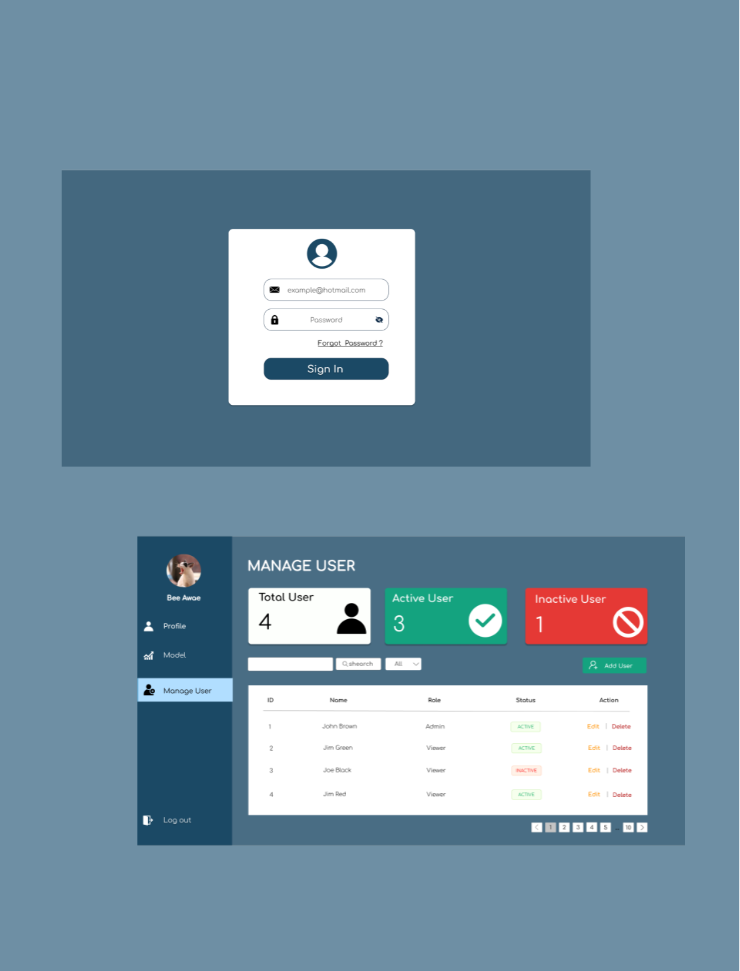 example@hotmail.com
Password
Forgot Password ?
Sign In
MANAGE USER
Bee Awae
Profile
Model
Manage User
Log out
Total User
4
Active User
3
Inactive User
1
shearch
All
Add User
ID Name Role Status Action
1 John Brown Admin ACTIVE Edit | Delete
2 Jim Green Viewer ACTIVE Edit | Delete
3 Joe Black Viewer INACTIVE Edit | Delete
4 Jim Red Viewer ACTIVE Edit | Delete
< 1 2 3 4 5 ... 10 >